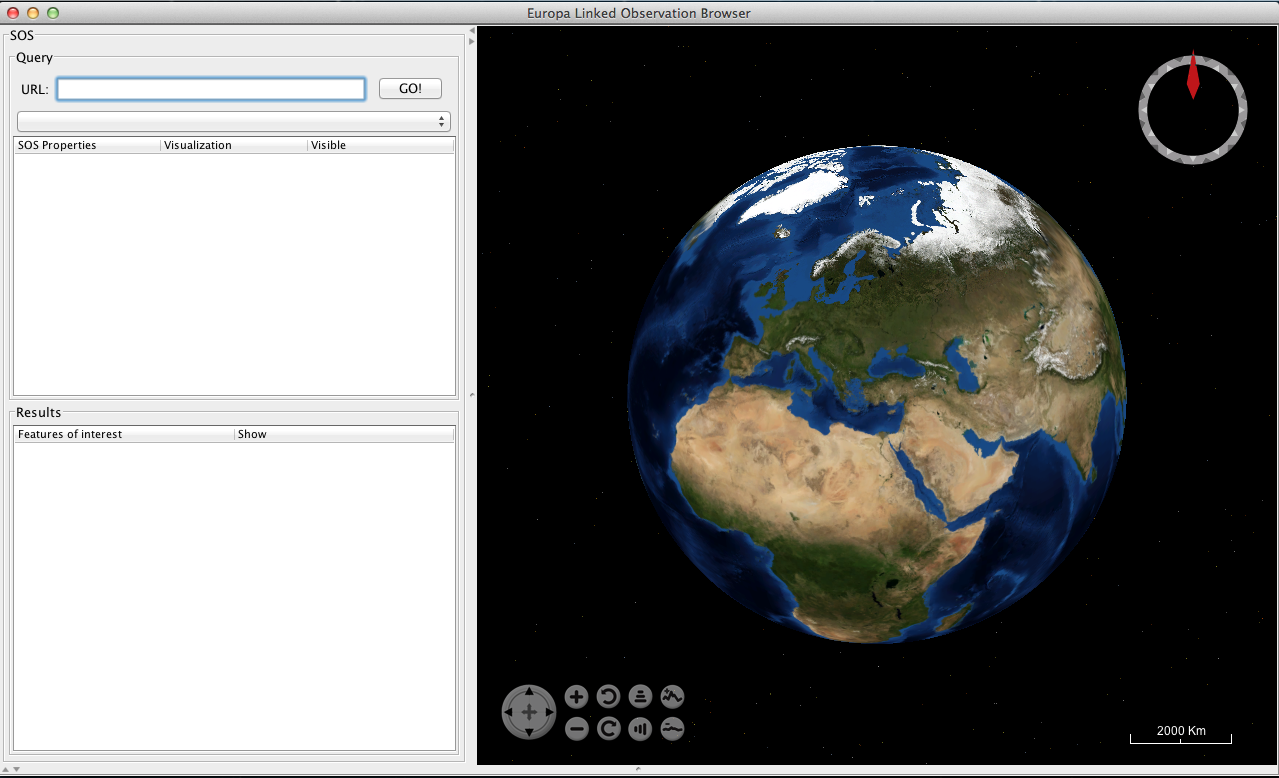 Europa Linked Observation Browser
SOS
Query
URL: GO!
SOS Properties Visualization Visible
Results
Features of interest Show
2000 Km